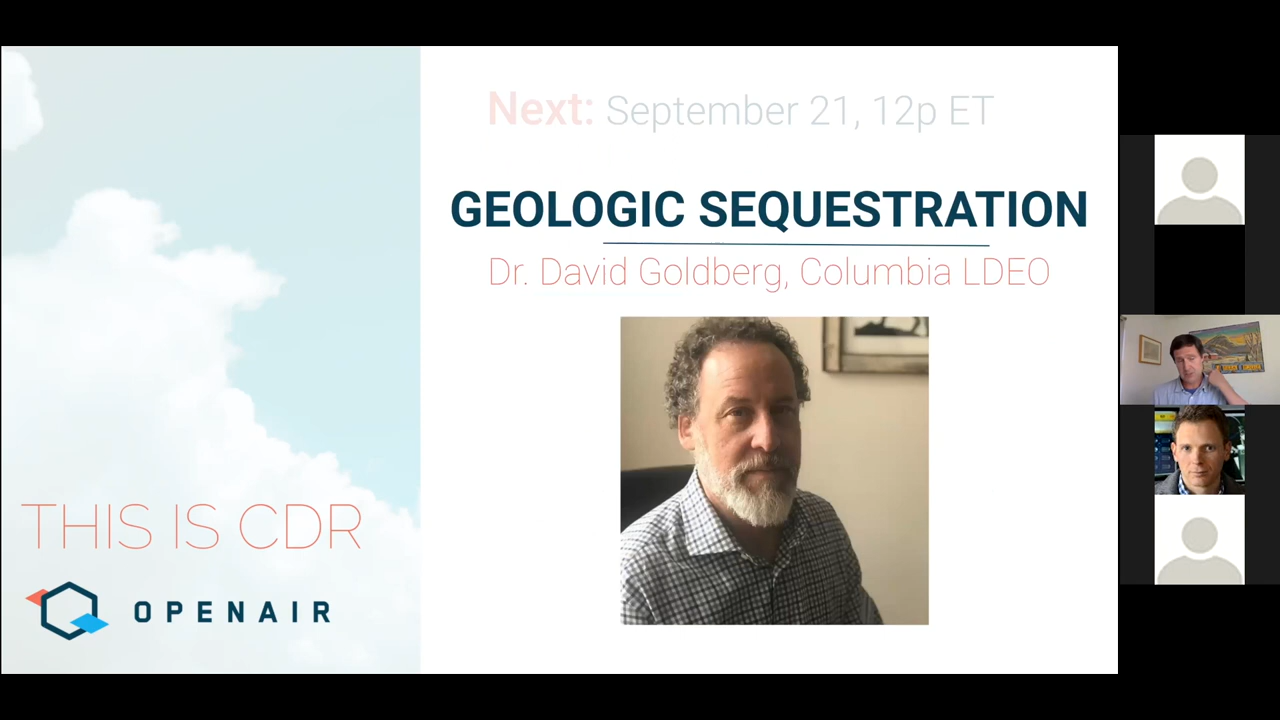 Next: September 21, 12p ET
GEOLOGIC SEQUESTRATION
Dr. David Goldberg, Columbia LDEO
THIS IS CDR
OPENAIR